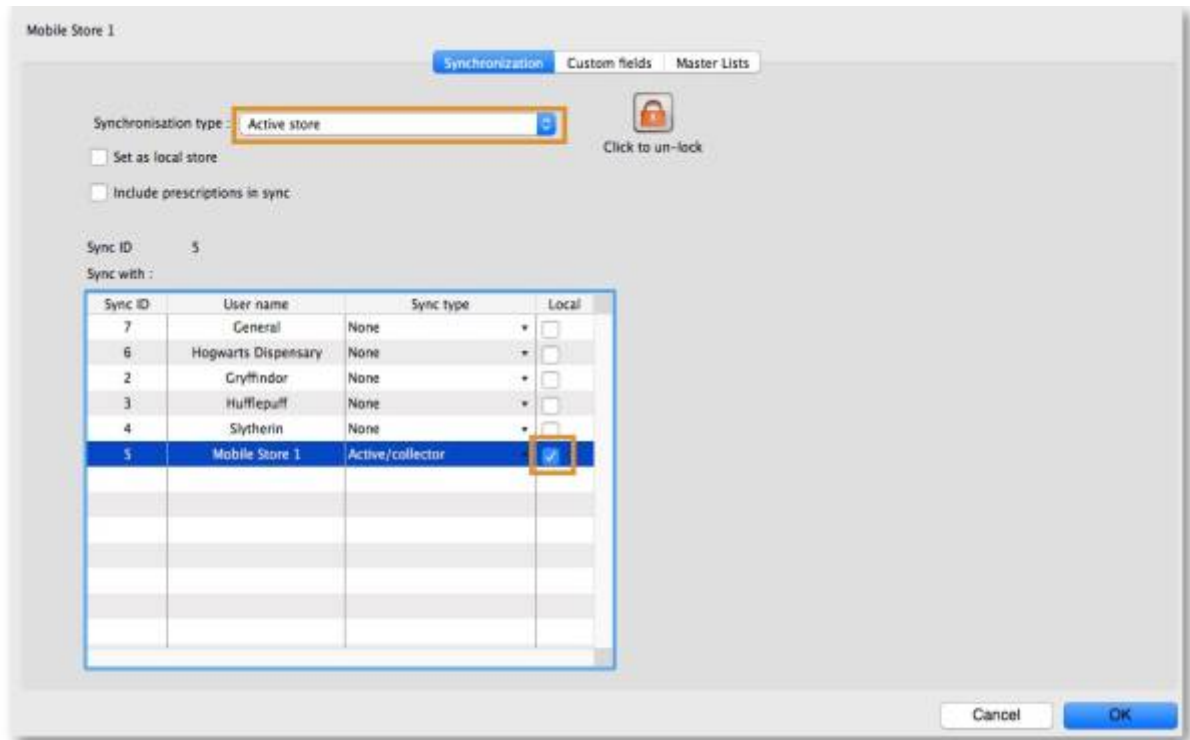 Mobile Store 1
Synchronization Custom fields Master Lists
Synchronisation type : Active store
Click to un-lock
Set as local store
Include prescriptions in sync
Sync ID 5
Sync with :
Sync ID User name Sync type Local
7 General None
6 Hogwarts Dispensary None
2 Gryffindor None
3 Hufflepuff None
4 Slytherin None
5 Mobile Store 1 Active/collector
Cancel OK